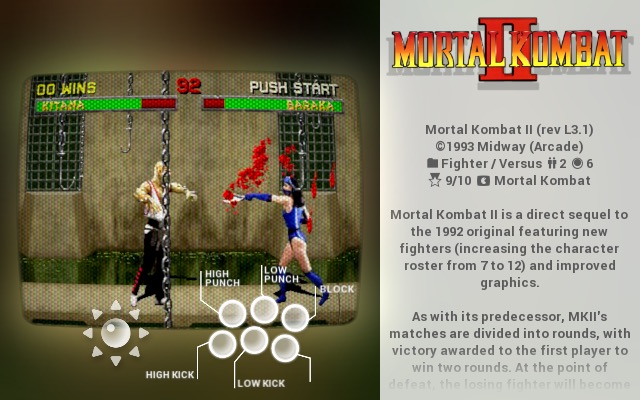 MORTAL KOMBAT
II
00 WINS
92
PUSH START
KITANA
BARAKA
HIGH
PUNCH
LOW
PUNCH
BLOCK
HIGH KICK
LOW KICK
Mortal Kombat II (rev L3.1)
©1993 Midway (Arcade)
Fighter / Versus 2 6
9/10 Mortal Kombat
Mortal Kombat II is a direct sequel to
the 1992 original featuring new
fighters (increasing the character
roster from 7 to 12) and improved
graphics.
As with its predecessor, MKII's
matches are divided into rounds, with
victory awarded to the first player to
win two rounds. At the point of
defeat, the losing fighter will become